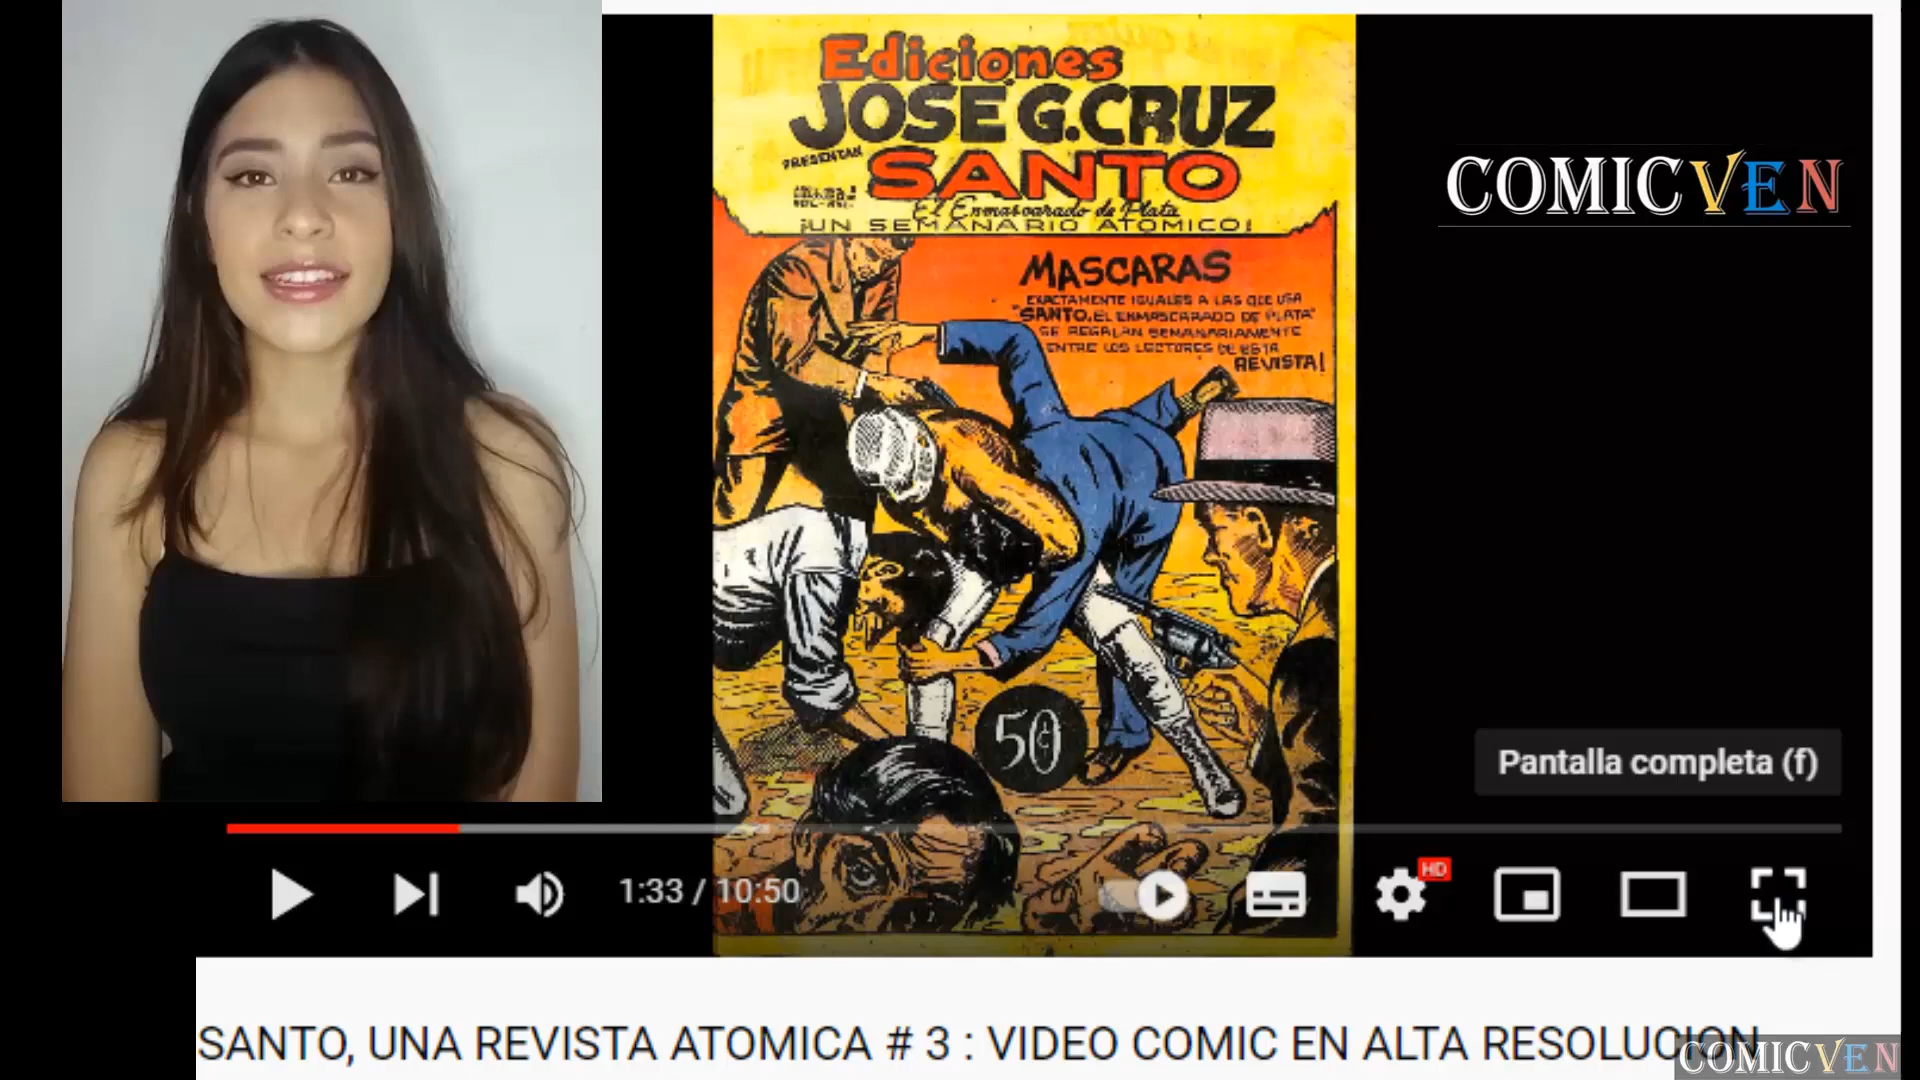 Ediciones
JOSE G. CRUZ
PRESENTAN
SANTO
El Enmascarado de Plata
¡UN SEMANARIO ATOMICO!
MASCARAS
EXACTAMENTE IGUALES A LAS QUE USA
"SANTO, EL ENMASCARADO DE PLATA"
SE REGALAN SEMANARIAMENTE
ENTRE LOS LECTORES DE ESTA
REVISTA!
50¢
COMICVEN
Pantalla completa (f)
1:33 / 10:50
HD
SANTO, UNA REVISTA ATOMICA # 3 : VIDEO COMIC EN ALTA RESOLUCION
COMICVEN